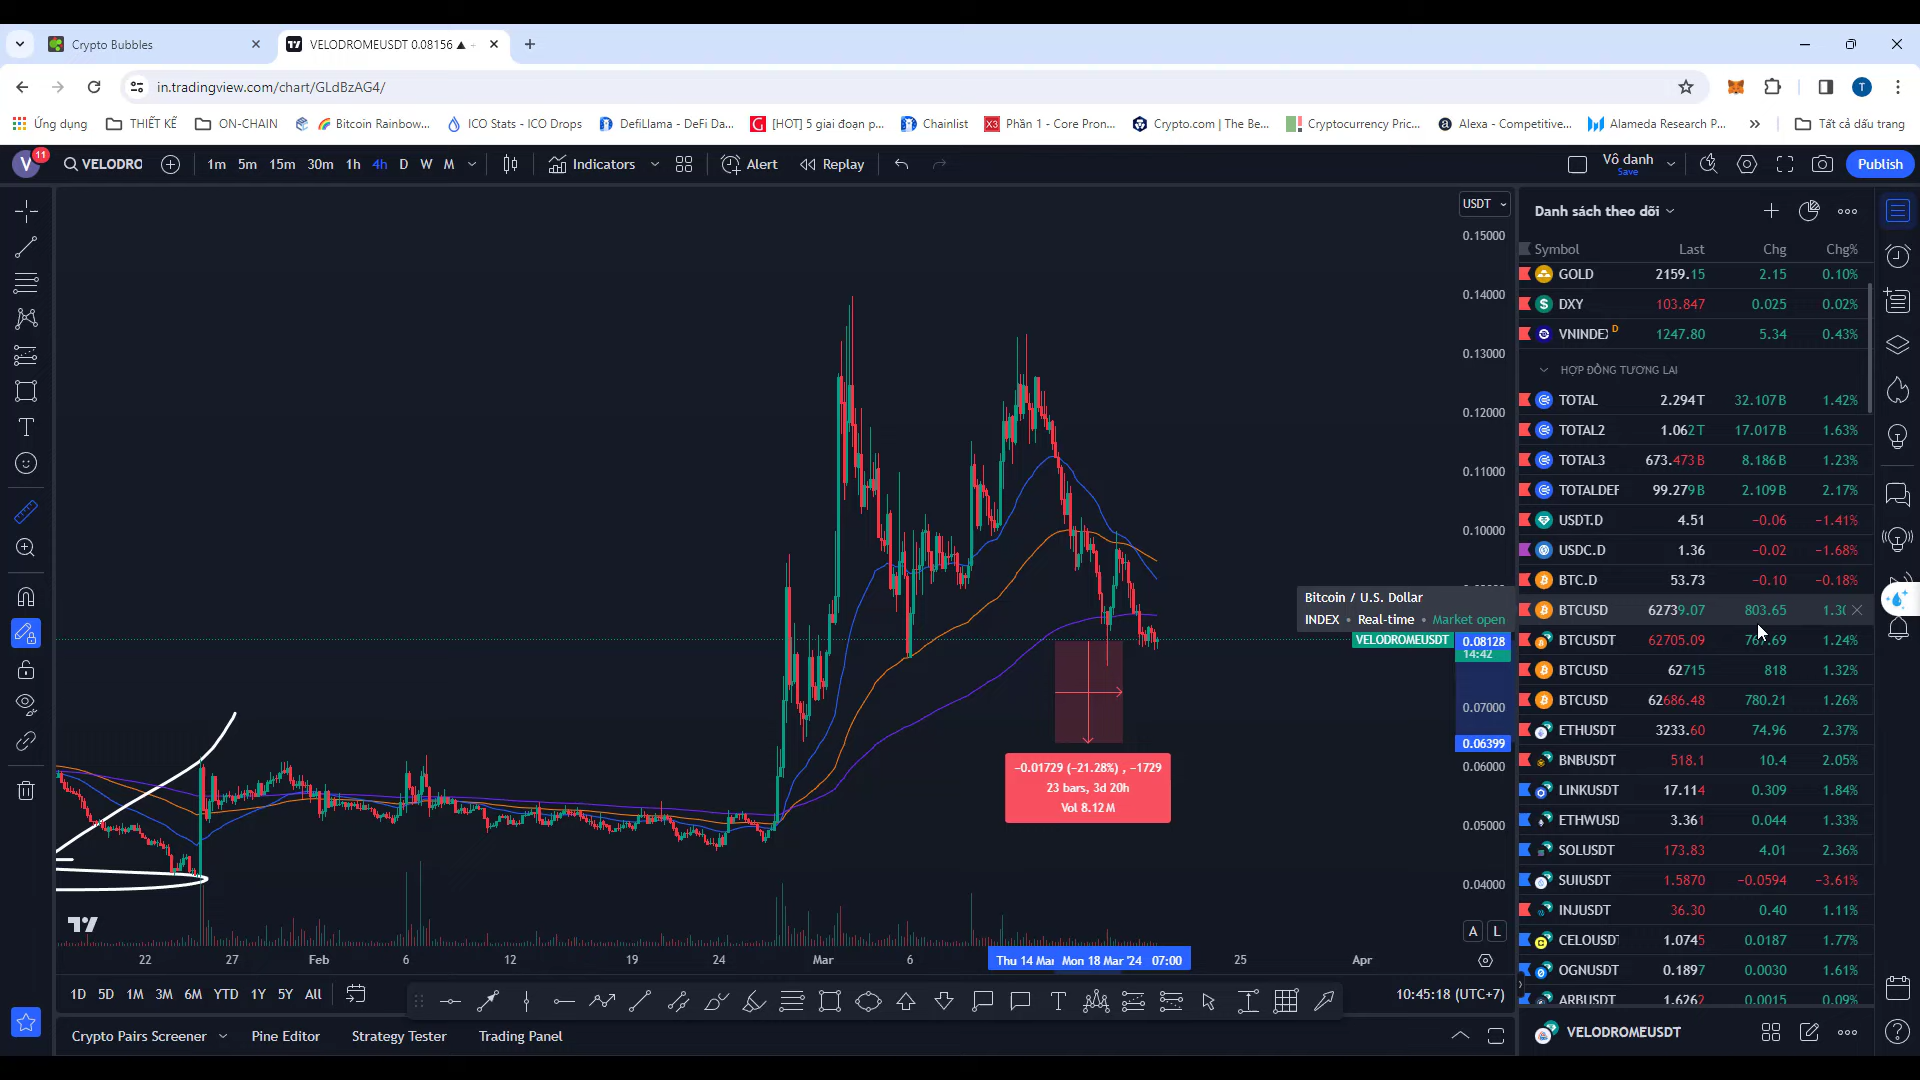 Crypto Bubbles
VELODROMEUSDT 0.08156 ▲
in.tradingview.com/chart/GLdBzAG4/
T
Ứng dụng
THIẾT KẾ
ON-CHAIN
Bitcoin Rainbow...
ICO Stats - ICO Drops
DefiLlama - DeFi Da...
[HOT] 5 giai đoạn p...
Chainlist
Phần 1 - Core Pron...
Crypto.com | The Be...
Cryptocurrency Pric...
Alexa - Competitive...
Alameda Research P...
Tất cả dấu trang
V 11
VELODRO
1m 5m 15m 30m 1h 4h D W M
Indicators
Alert
Replay
Vô danh
Save
Publish
USDT
0.15000
0.14000
0.13000
0.12000
0.11000
0.10000
Bitcoin / U.S. Dollar
INDEX • Real-time • Market open
VELODROMEUSDT 0.08128
14:42
0.07000
0.06399
0.06000
0.05000
0.04000
−0.01729 (−21.28%) , −1729
23 bars, 3d 20h
Vol 8.12M
A L
22 27 Feb 6 12 19 24 Mar 6 Thu 14 Mar Mon 18 Mar '24 07:00 25 Apr
1D 5D 1M 3M 6M YTD 1Y 5Y All
10:45:18 (UTC+7)
Crypto Pairs Screener
Pine Editor
Strategy Tester
Trading Panel
Danh sách theo dõi
Symbol Last Chg Chg%
GOLD 2159.15 2.15 0.10%
DXY 103.847 0.025 0.02%
VNINDEX D 1247.80 5.34 0.43%
HỢP ĐỒNG TƯƠNG LAI
TOTAL 2.294T 32.107B 1.42%
TOTAL2 1.062T 17.017B 1.63%
TOTAL3 673.473B 8.186B 1.23%
TOTALDEF 99.279B 2.109B 2.17%
USDT.D 4.51 −0.06 −1.41%
USDC.D 1.36 −0.02 −1.68%
BTC.D 53.73 −0.10 −0.18%
BTCUSD 62739.07 803.65 1.30
BTCUSDT 62705.09 767.69 1.24%
BTCUSD 62715 818 1.32%
BTCUSD 62686.48 780.21 1.26%
ETHUSDT 3233.60 74.96 2.37%
BNBUSDT 518.1 10.4 2.05%
LINKUSDT 17.114 0.309 1.84%
ETHWUSD 3.361 0.044 1.33%
SOLUSDT 173.83 4.01 2.36%
SUIUSDT 1.5870 −0.0594 −3.61%
INJUSDT 36.30 0.40 1.11%
CELOUSDT 1.0745 0.0187 1.77%
OGNUSDT 0.1897 0.0030 1.61%
ARBUSDT 1.6262 0.0015 0.09%
VELODROMEUSDT